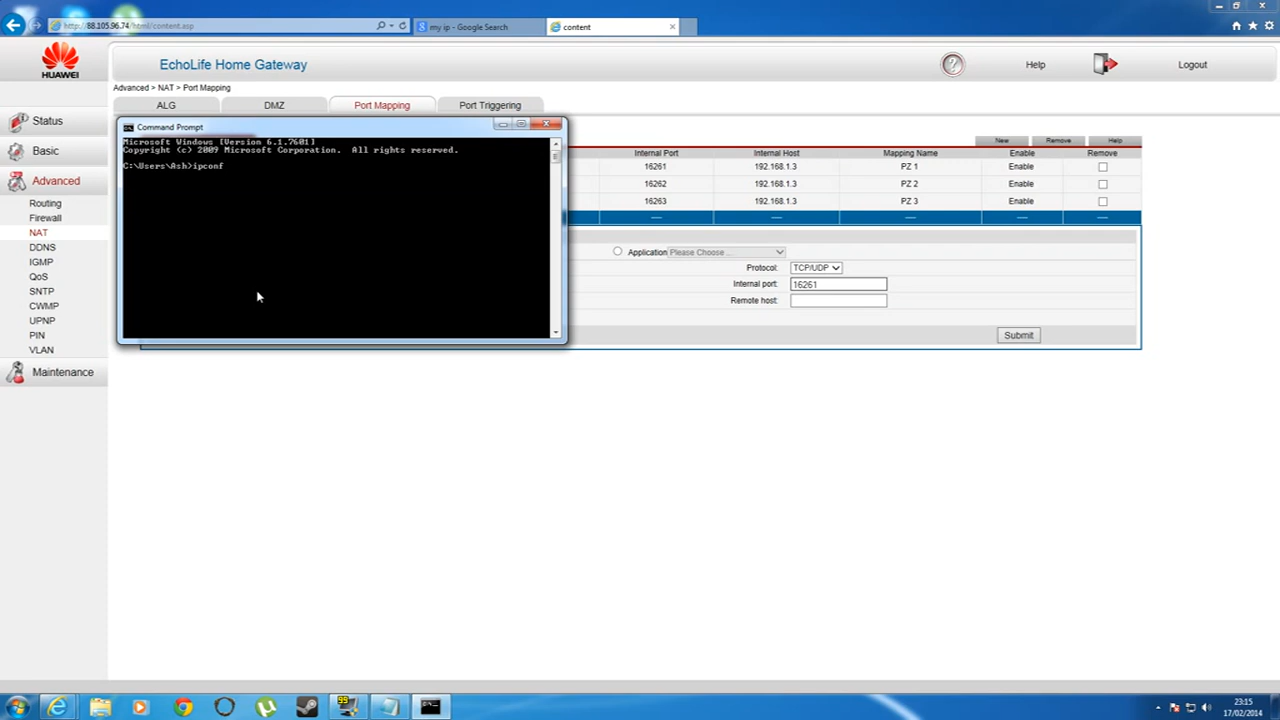 http://88.105.96.74/html/content.asp
my ip - Google Search
content
HUAWEI
EchoLife Home Gateway
Help
Logout
Advanced > NAT > Port Mapping
ALG
DMZ
Port Mapping
Port Triggering
Status
Basic
Advanced
Routing
Firewall
NAT
DDNS
IGMP
QoS
SNTP
CWMP
UPNP
PIN
VLAN
Maintenance
Command Prompt
Microsoft Windows [Version 6.1.7601]
Copyright (c) 2009 Microsoft Corporation. All rights reserved.
C:\Users\Ash>ipconf
New
Remove
Help
Internal Port
Internal Host
Mapping Name
Enable
Remove
16261
192.168.1.3
PZ 1
Enable
16262
192.168.1.3
PZ 2
Enable
16263
192.168.1.3
PZ 3
Enable
----
----
----
----
----
Application
Please Choose ...
Protocol:
TCP/UDP
Internal port:
16261
Remote host:
Submit
99
23:15
17/02/2014